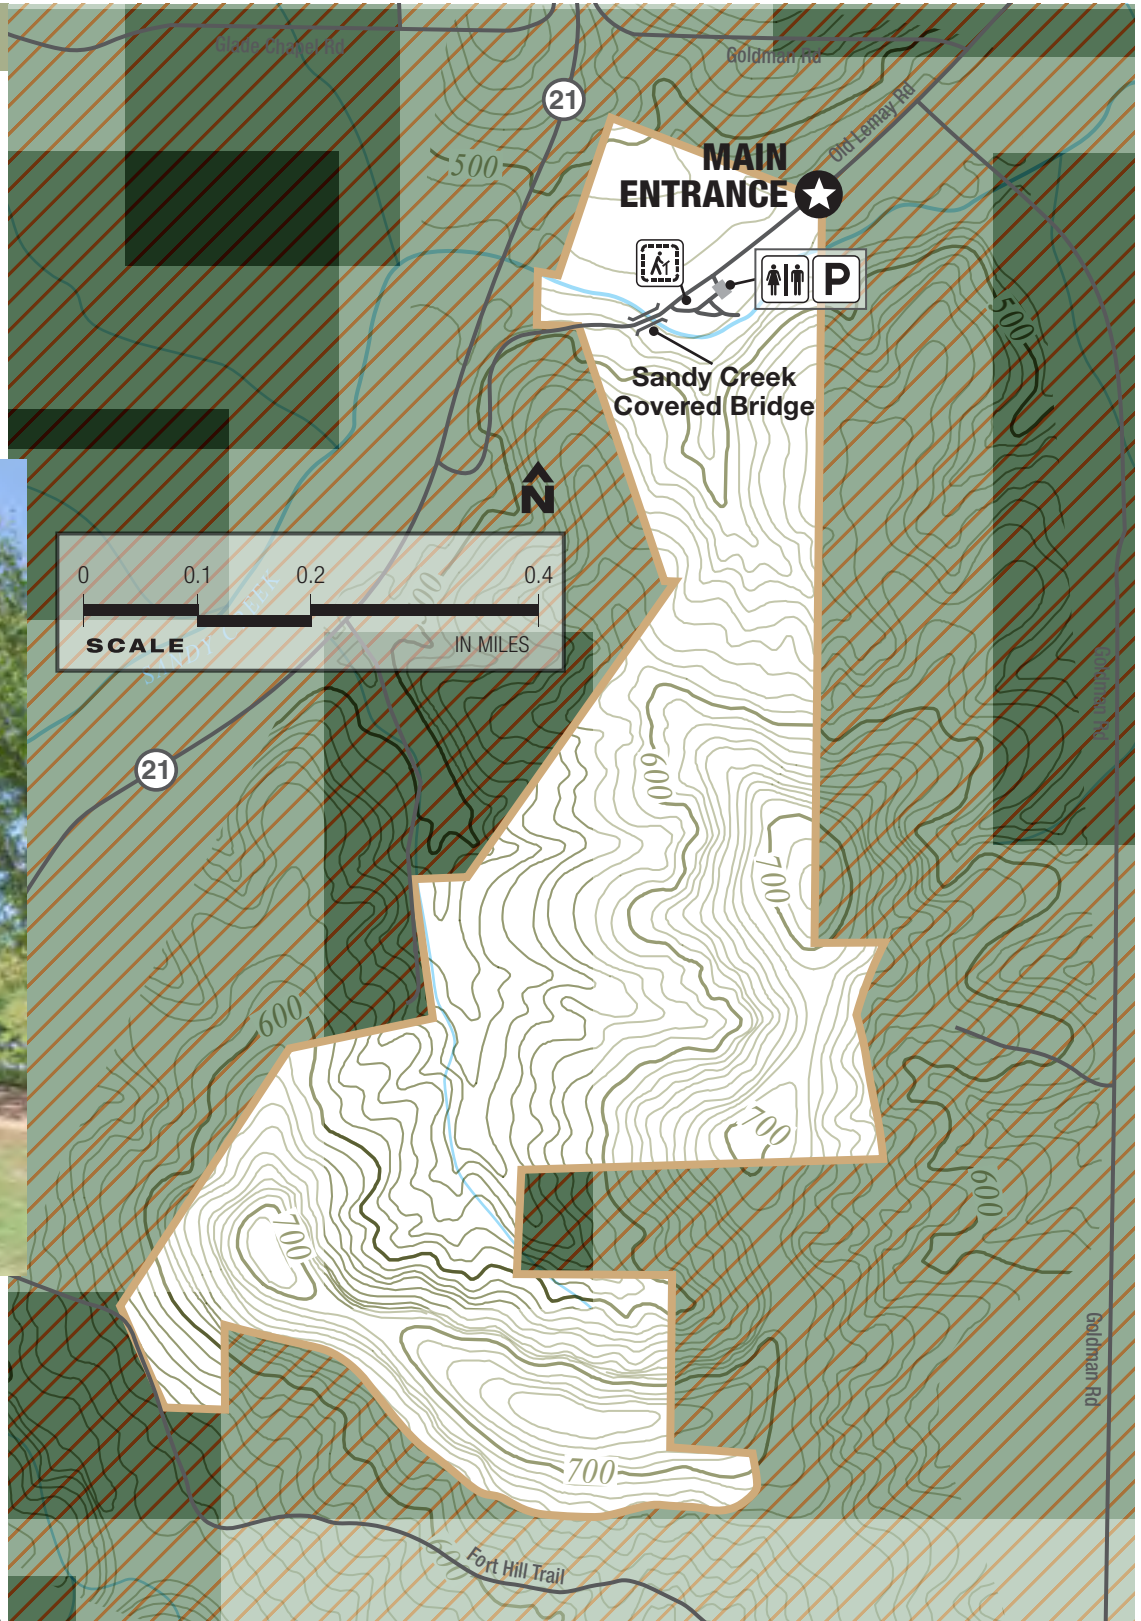 Glade Chapel Rd
Goldman Rd
21
Old Lemay Rd
500
MAIN
ENTRANCE
P
500
Sandy Creek
Covered Bridge
N
0 0.1 0.2 0.4
SCALE IN MILES
SANDY CREEK
Goldman Rd
21
600
700
600
700
600
700
Goldman Rd
700
Fort Hill Trail